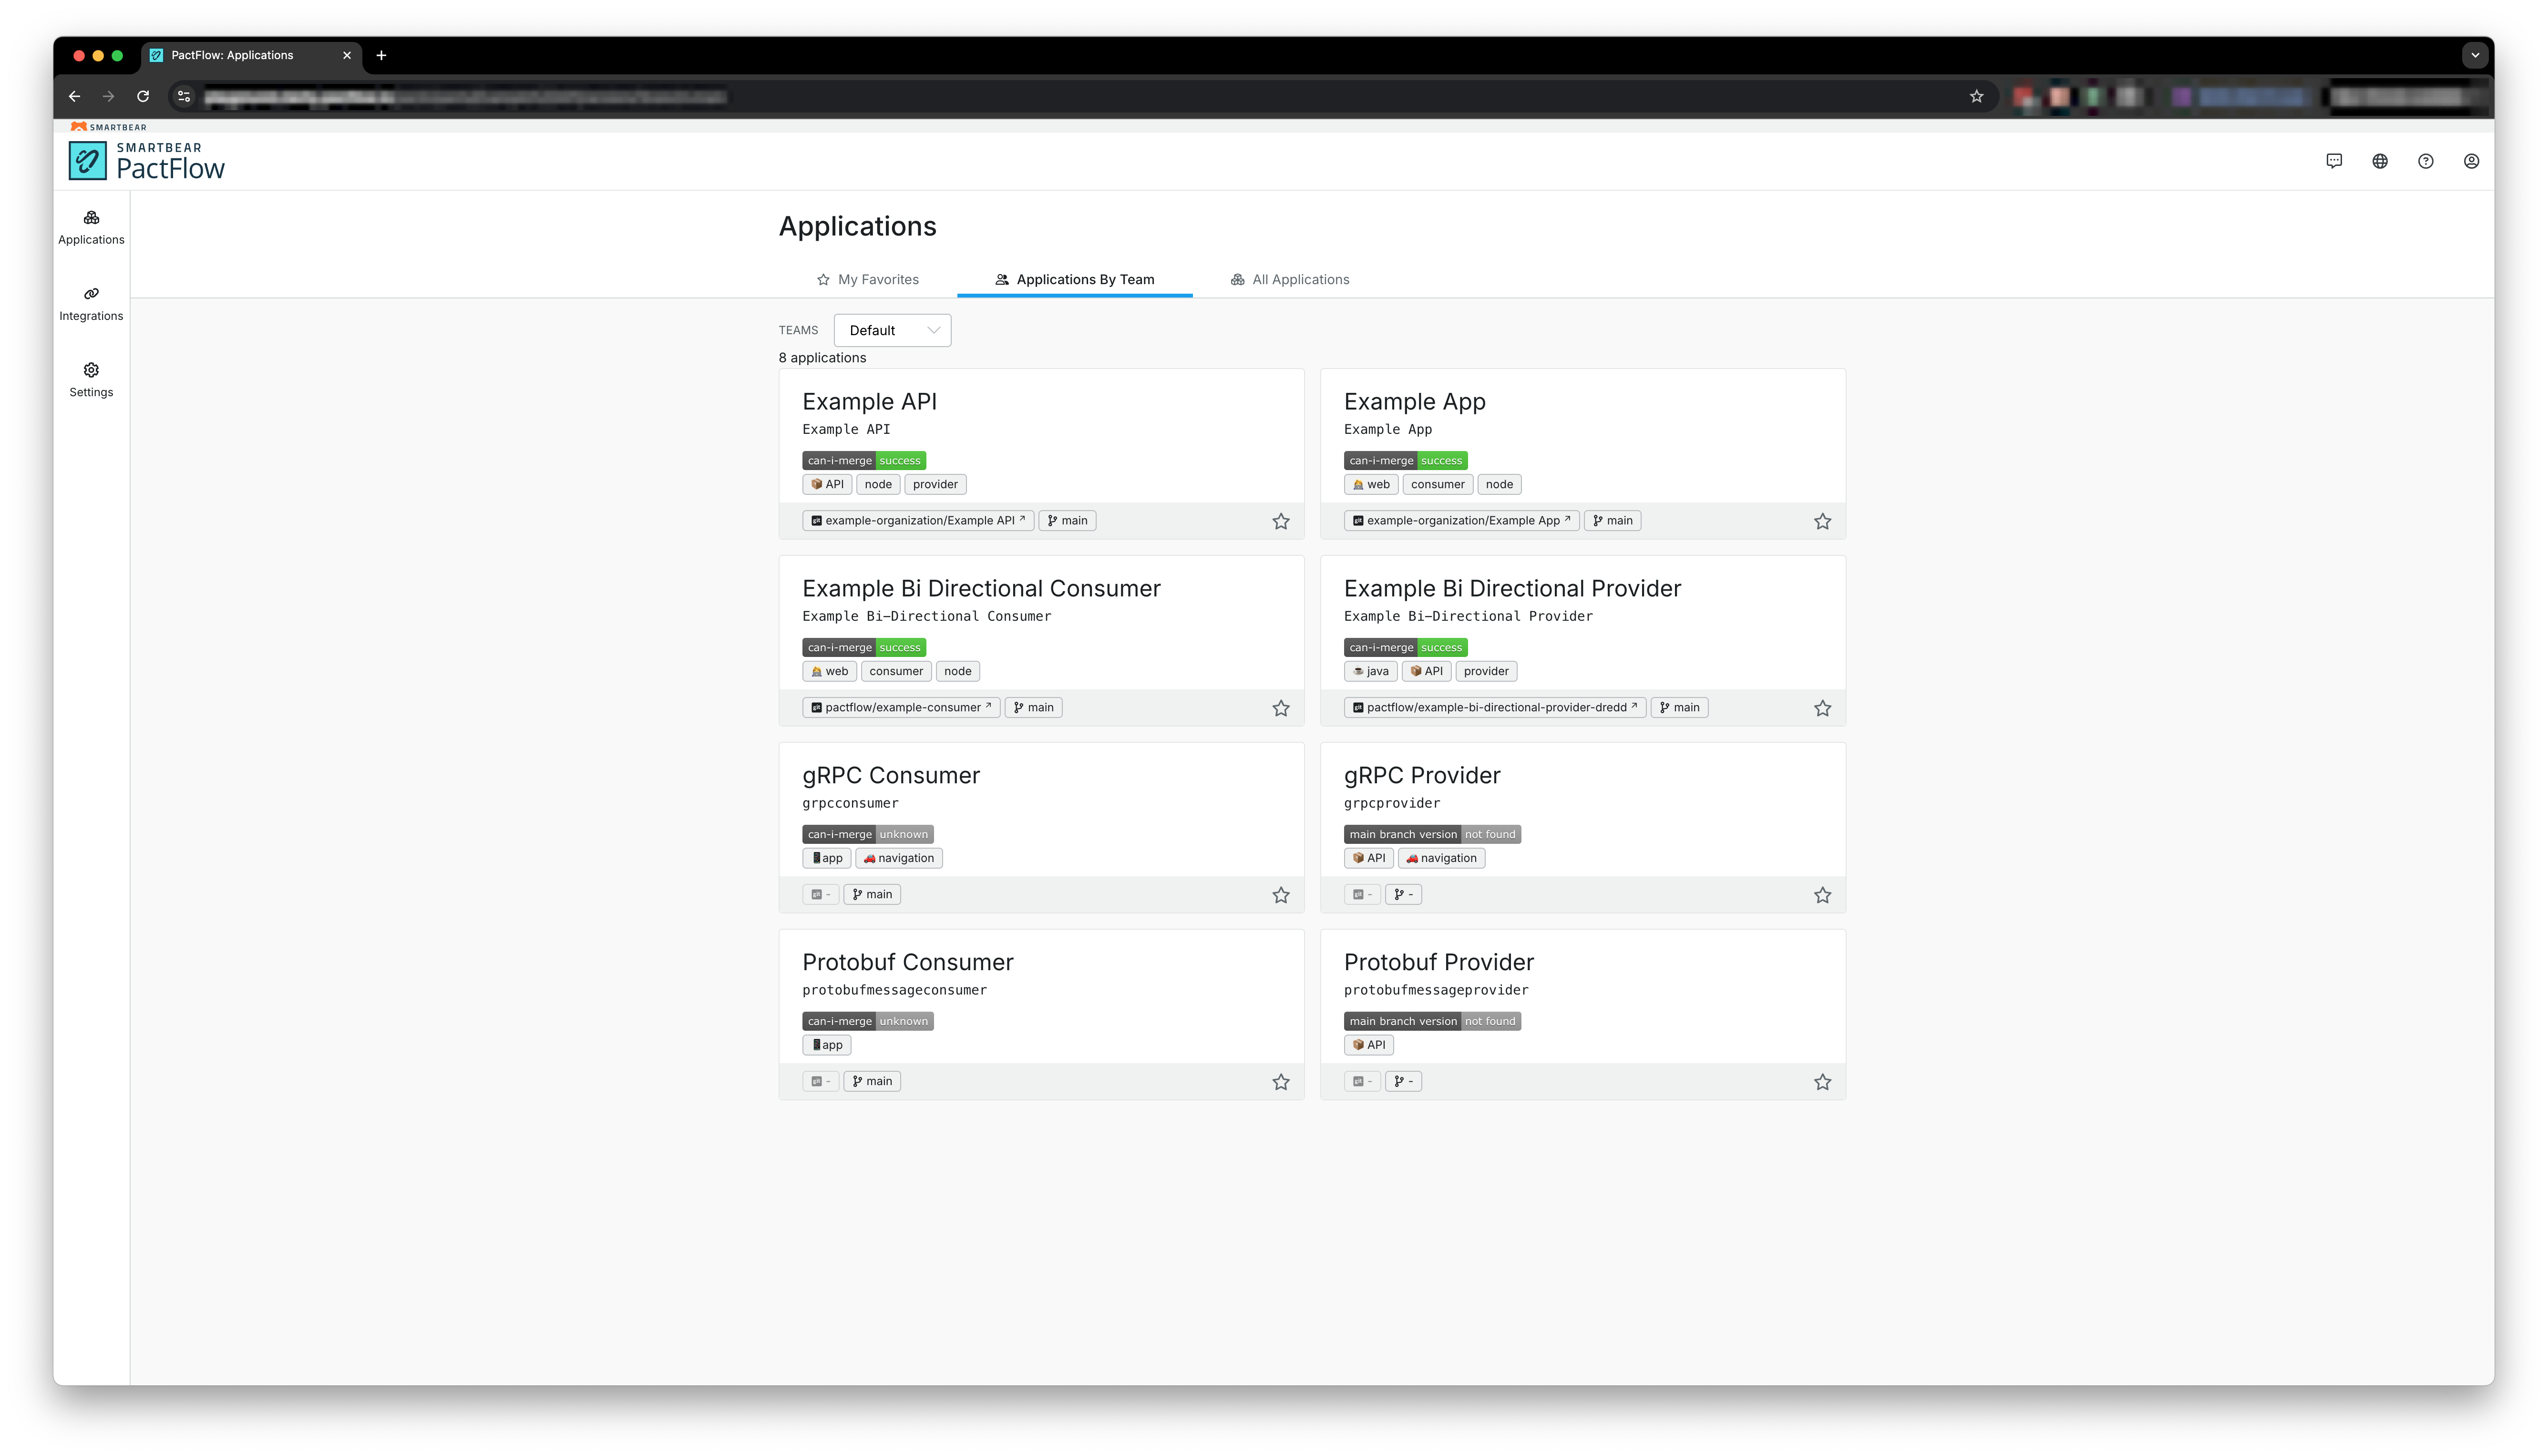 PactFlow: Applications
SMARTBEAR
SMARTBEAR
PactFlow
Applications
Integrations
Settings
Applications
My Favorites
Applications By Team
All Applications
TEAMS Default
8 applications
Example API
Example API
can-i-merge success
API node provider
example-organization/Example API ↗ main
Example App
Example App
can-i-merge success
web consumer node
example-organization/Example App ↗ main
Example Bi Directional Consumer
Example Bi-Directional Consumer
can-i-merge success
web consumer node
pactflow/example-consumer ↗ main
Example Bi Directional Provider
Example Bi-Directional Provider
can-i-merge success
java API provider
pactflow/example-bi-directional-provider-dredd ↗ main
gRPC Consumer
grpcconsumer
can-i-merge unknown
app navigation
- main
gRPC Provider
grpcprovider
main branch version not found
API navigation
- -
Protobuf Consumer
protobufmessageconsumer
can-i-merge unknown
app
- main
Protobuf Provider
protobufmessageprovider
main branch version not found
API
- -